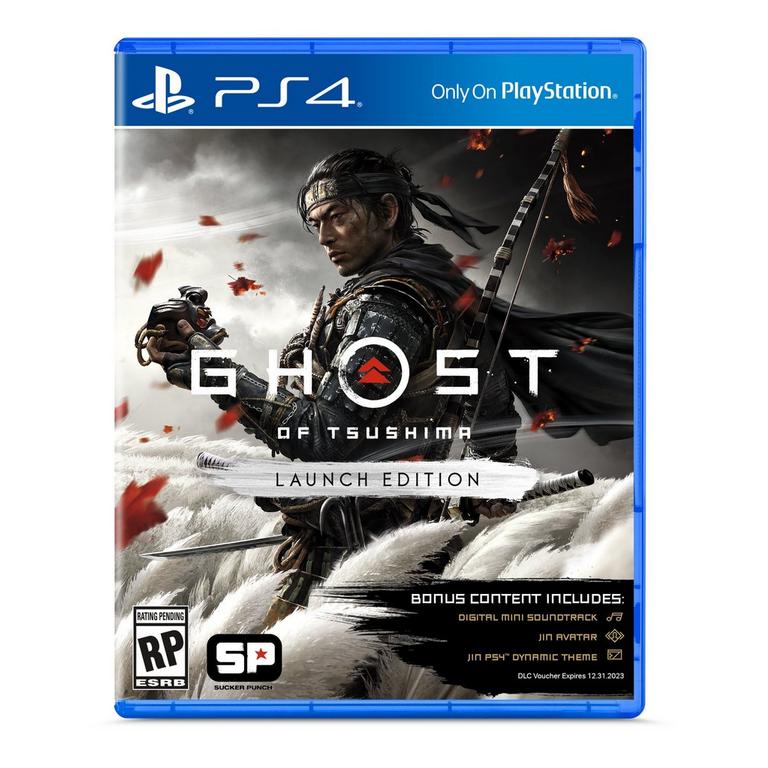 PS4
Only On PlayStation
GHOST
OF TSUSHIMA
LAUNCH EDITION
BONUS CONTENT INCLUDES:
DIGITAL MINI SOUNDTRACK
JIN AVATAR
JIN PS4™ DYNAMIC THEME
DLC Voucher Expires 12.31.2023
RATING PENDING
RP
ESRB
SP
SUCKER PUNCH